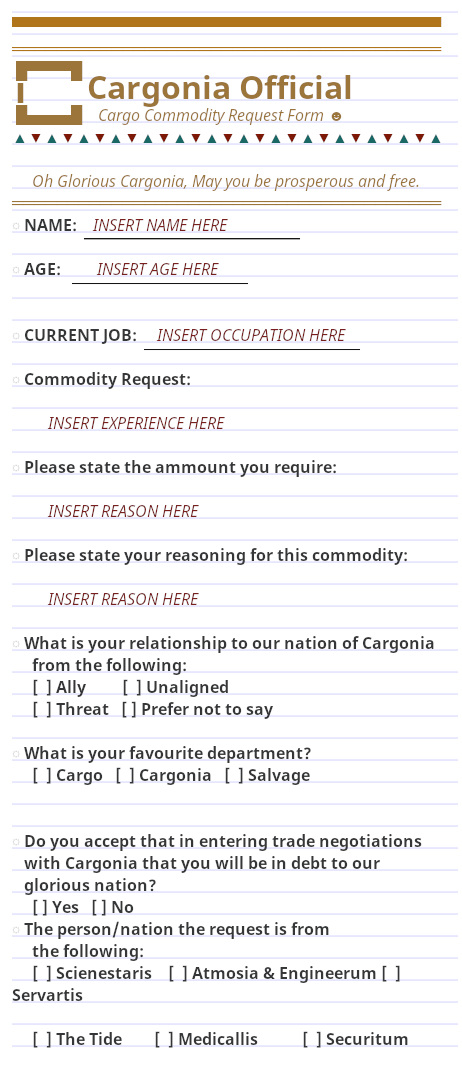 Cargonia Official
Cargo Commodity Request Form ☻
▲ ▼ ▲ ▼ ▲ ▼ ▲ ▼ ▲ ▼ ▲ ▼ ▲ ▼ ▲ ▼ ▲ ▼ ▲ ▼ ▲ ▼ ▲ ▼ ▲ ▼ ▲
Oh Glorious Cargonia, May you be prosperous and free.
○ NAME: INSERT NAME HERE
○ AGE: INSERT AGE HERE
○ CURRENT JOB: INSERT OCCUPATION HERE
○ Commodity Request:
INSERT EXPERIENCE HERE
○ Please state the ammount you require:
INSERT REASON HERE
○ Please state your reasoning for this commodity:
INSERT REASON HERE
○ What is your relationship to our nation of Cargonia
from the following:
[ ] Ally [ ] Unaligned
[ ] Threat [ ] Prefer not to say
○ What is your favourite department?
[ ] Cargo [ ] Cargonia [ ] Salvage
○ Do you accept that in entering trade negotiations
with Cargonia that you will be in debt to our
glorious nation?
[ ] Yes [ ] No
○ The person/nation the request is from
the following:
[ ] Scienestaris [ ] Atmosia & Engineerum [ ]
Servartis
[ ] The Tide [ ] Medicallis [ ] Securitum